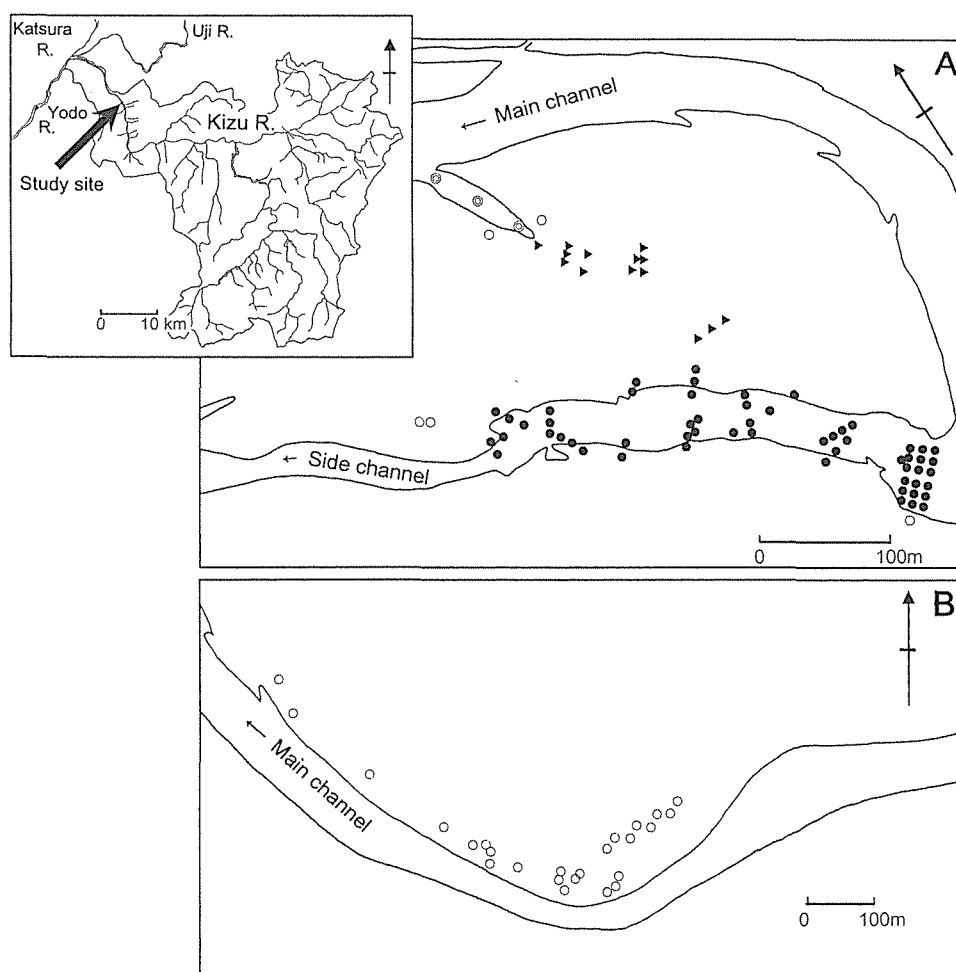 Katsura
R.
Uji R.
Yodo
R.
Kizu R.
Study site
0 10 km
A
← Main channel
← Side channel
0 100m
B
← Main channel
0 100m